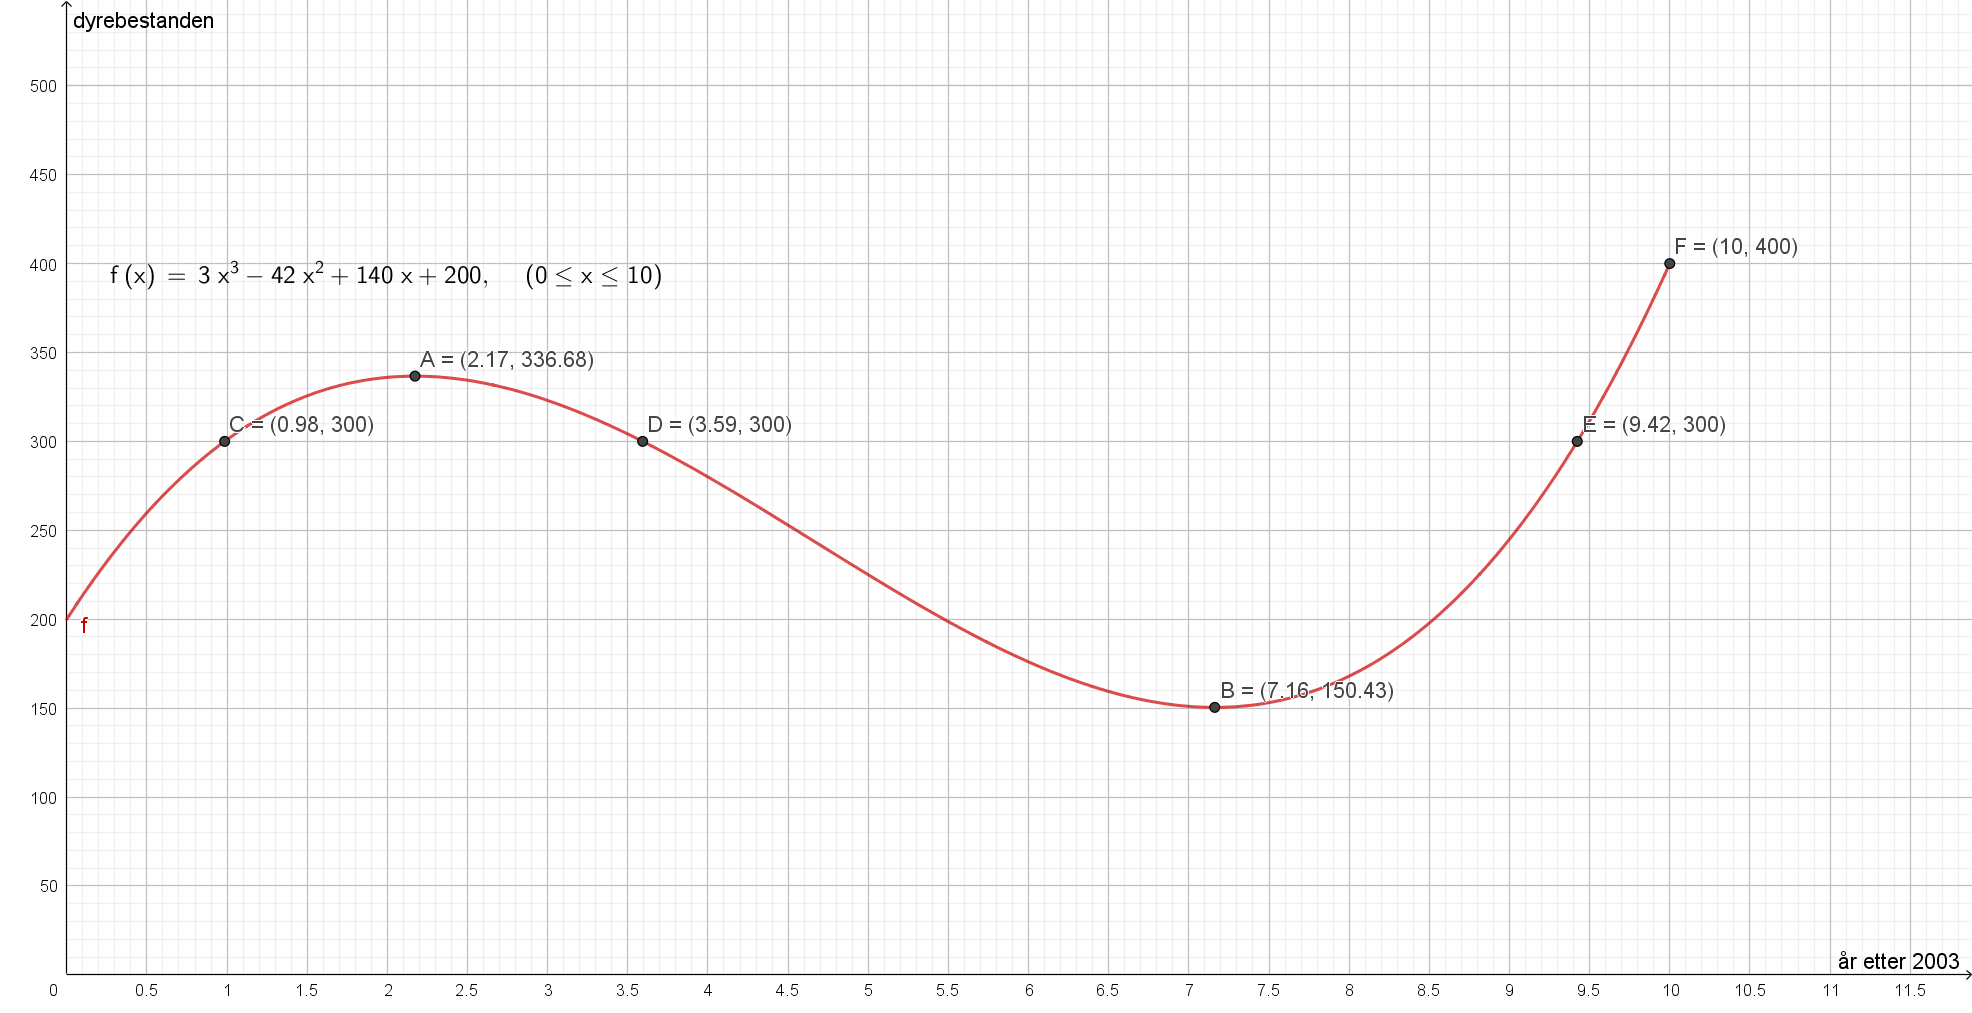 dyrebestanden
500
450
F = (10, 400)
400
f (x) = 3 x³ − 42 x² + 140 x + 200, (0 ≤ x ≤ 10)
350
A = (2.17, 336.68)
300
C = (0.98, 300)
D = (3.59, 300)
E = (9.42, 300)
250
200
f
150
B = (7.16, 150.43)
100
50
år etter 2003
0 0.5 1 1.5 2 2.5 3 3.5 4 4.5 5 5.5 6 6.5 7 7.5 8 8.5 9 9.5 10 10.5 11 11.5